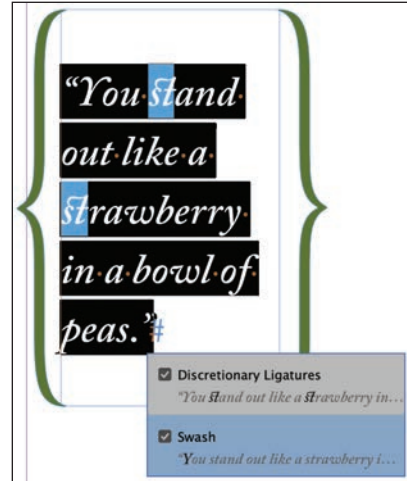 “You stand
out like a
strawberry
in a bowl of
peas.”#
Discretionary Ligatures
“You stand out like a strawberry in…
Swash
“You stand out like a strawberry i…